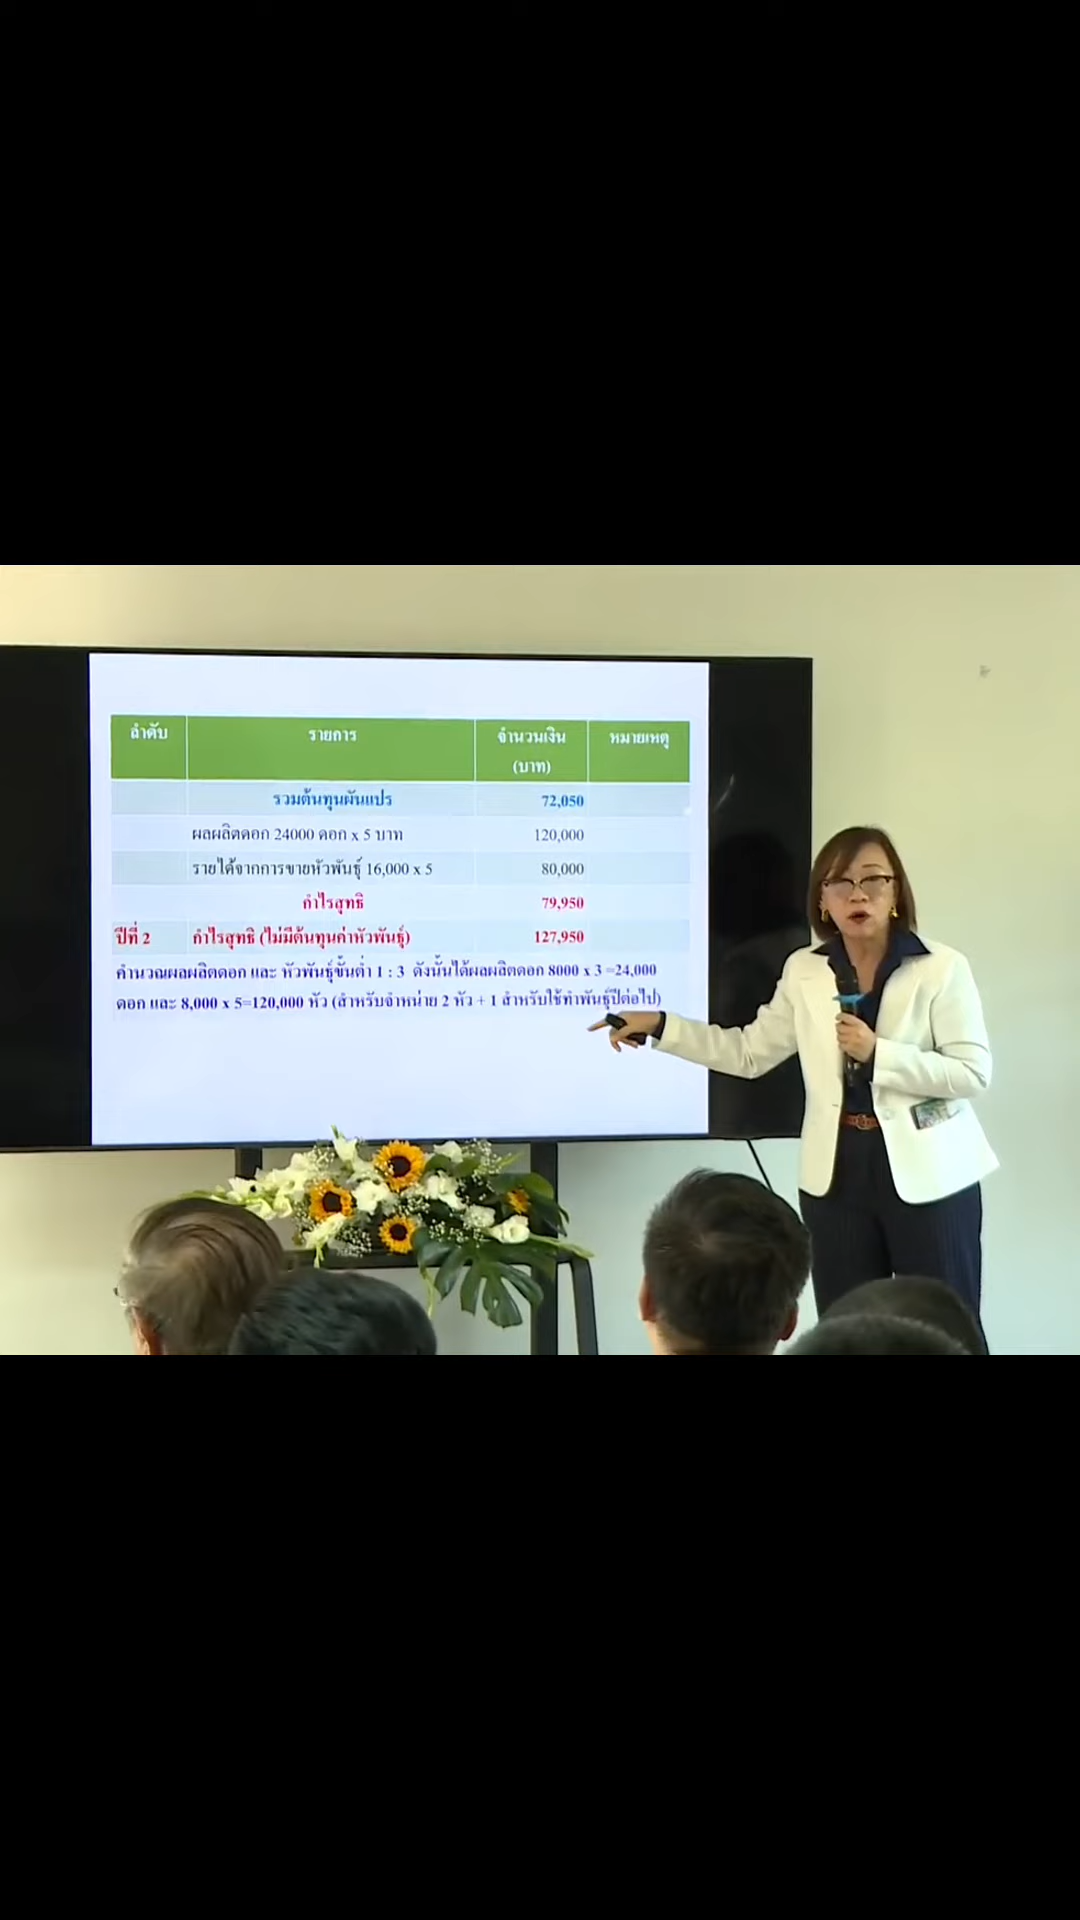 ลำดับ รายการ จำนวนเงิน (บาท) หมายเหตุ
รวมต้นทุนผันแปร 72,050
ผลผลิตดอก 24000 ดอก x 5 บาท 120,000
รายได้จากการขายหัวพันธุ์ 16,000 x 5 80,000
กำไรสุทธิ 79,950
ปีที่ 2 กำไรสุทธิ (ไม่มีต้นทุนค่าหัวพันธุ์) 127,950
คำนวณผลผลิตดอก และ หัวพันธุ์ขั้นต่ำ 1 : 3 ดังนั้นได้ผลผลิตดอก 8000 x 3 =24,000
ดอก และ 8,000 x 5=120,000 หัว (สำหรับจำหน่าย 2 หัว + 1 สำหรับใช้ทำพันธุ์ปีต่อไป)